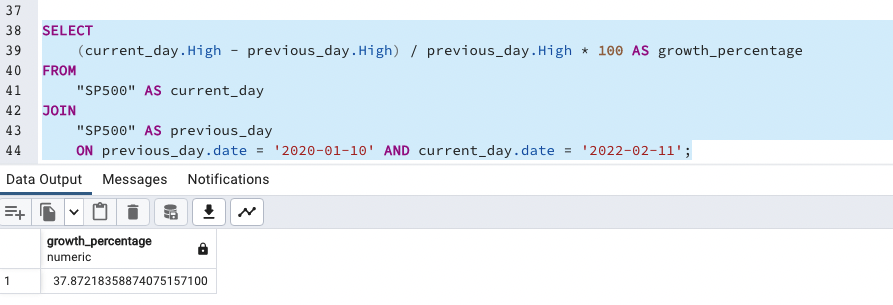 37
38 SELECT
39 (current_day.High - previous_day.High) / previous_day.High * 100 AS growth_percentage
40 FROM
41 "SP500" AS current_day
42 JOIN
43 "SP500" AS previous_day
44 ON previous_day.date = '2020-01-10' AND current_day.date = '2022-02-11';
Data Output Messages Notifications
growth_percentage
numeric
1 37.87218358874075157100